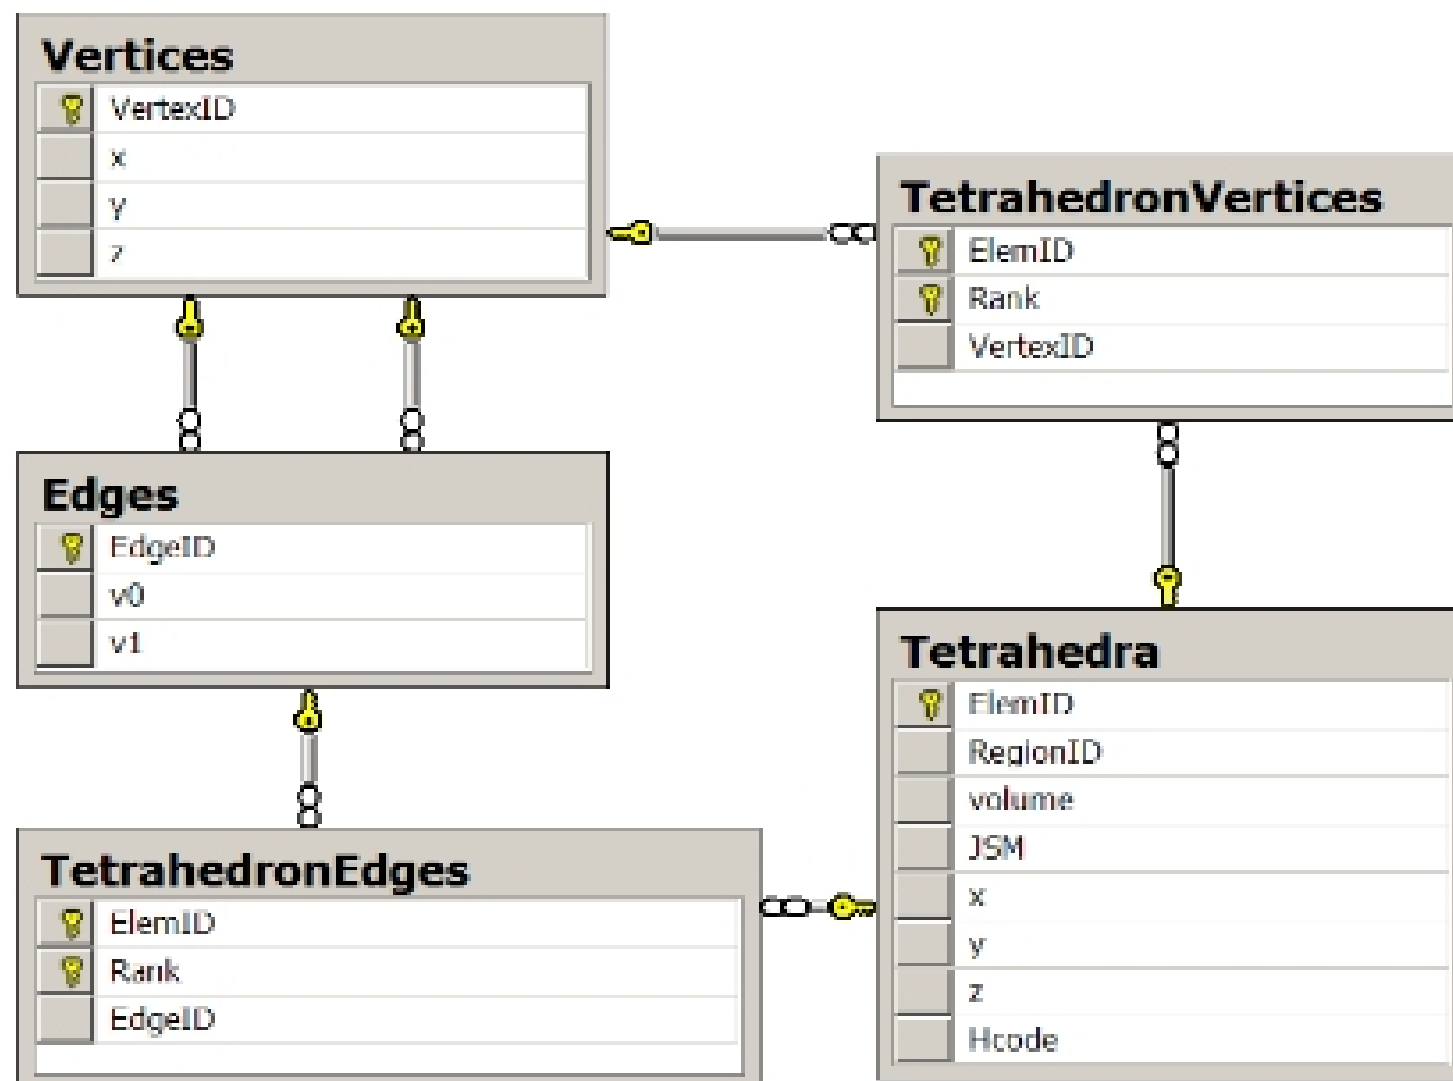 Vertices
VertexID
x
y
z
TetrahedronVertices
ElemID
Rank
VertexID
Edges
EdgeID
v0
v1
Tetrahedra
ElemID
RegionID
volume
JSM
x
y
z
Hcode
TetrahedronEdges
ElemID
Rank
EdgeID